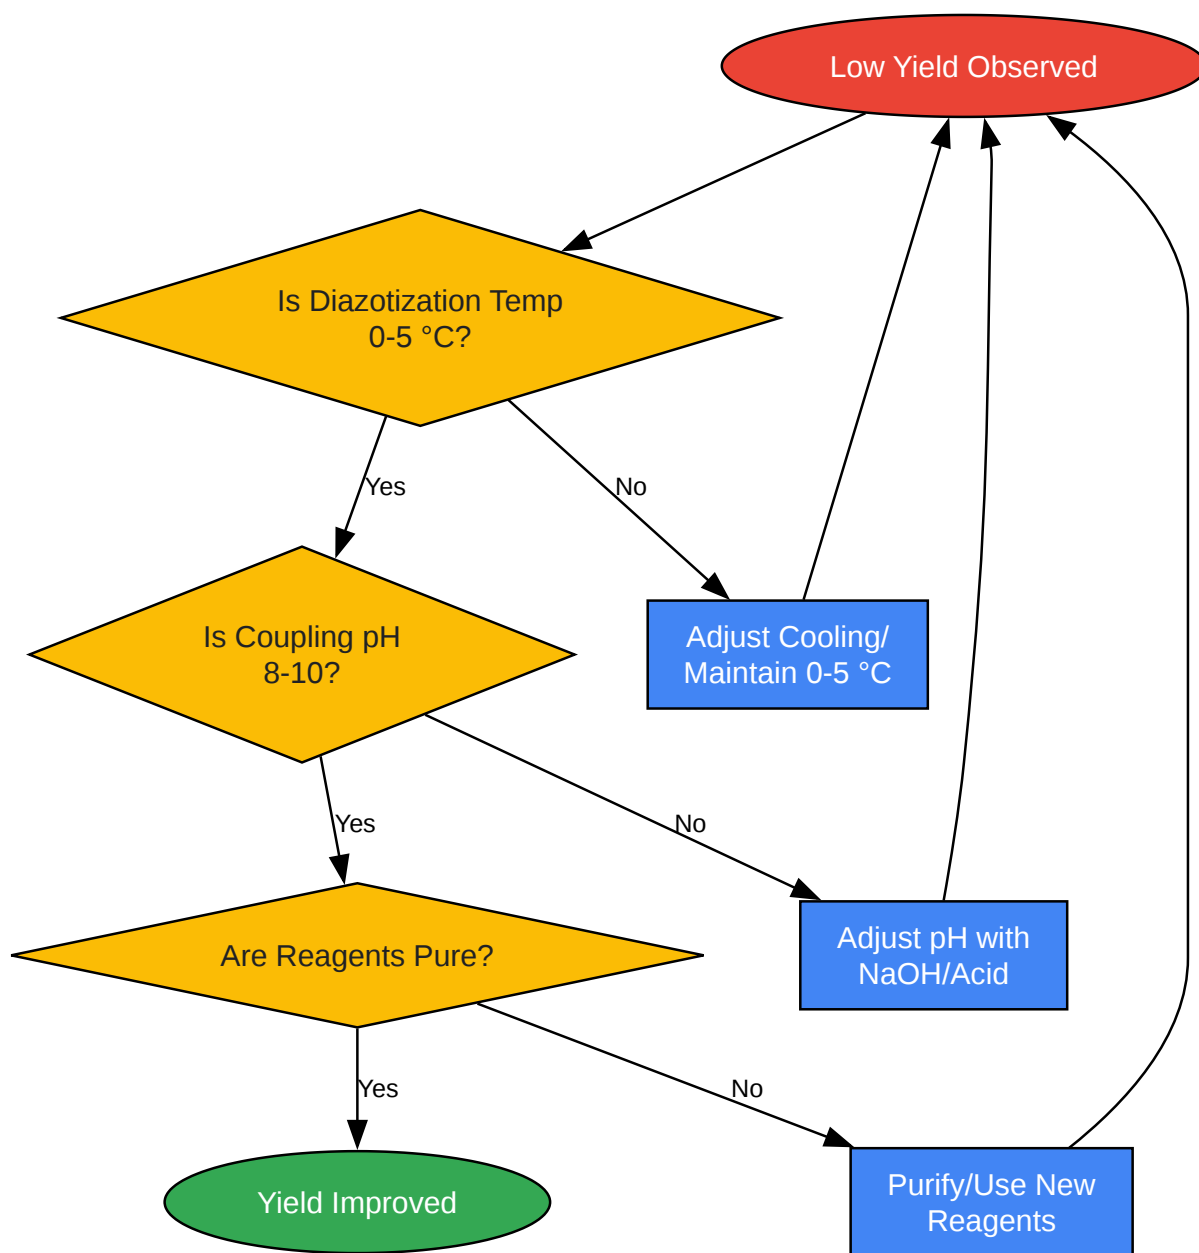 Low Yield Observed
Is Diazotization Temp
0-5 °C?
Yes
No
Is Coupling pH
8-10?
Adjust Cooling/
Maintain 0-5 °C
Yes
No
Are Reagents Pure?
Adjust pH with
NaOH/Acid
Yes
No
Yield Improved
Purify/Use New
Reagents